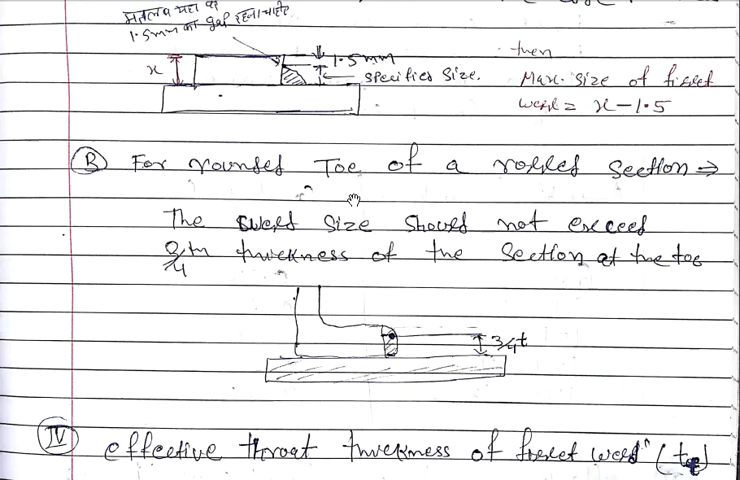 मतलब यहा पर
1.5mm का gap रहना चाहिए
1.5mm
x
specified size.
then
Max. size of fillet
weld = x-1.5
(B) For rounded Toe of a rolled section ⇒
The weld size should not exceed
3/4th thickness of the section at the toe
3/4t
(IV) effective throat thickness of fillet weld